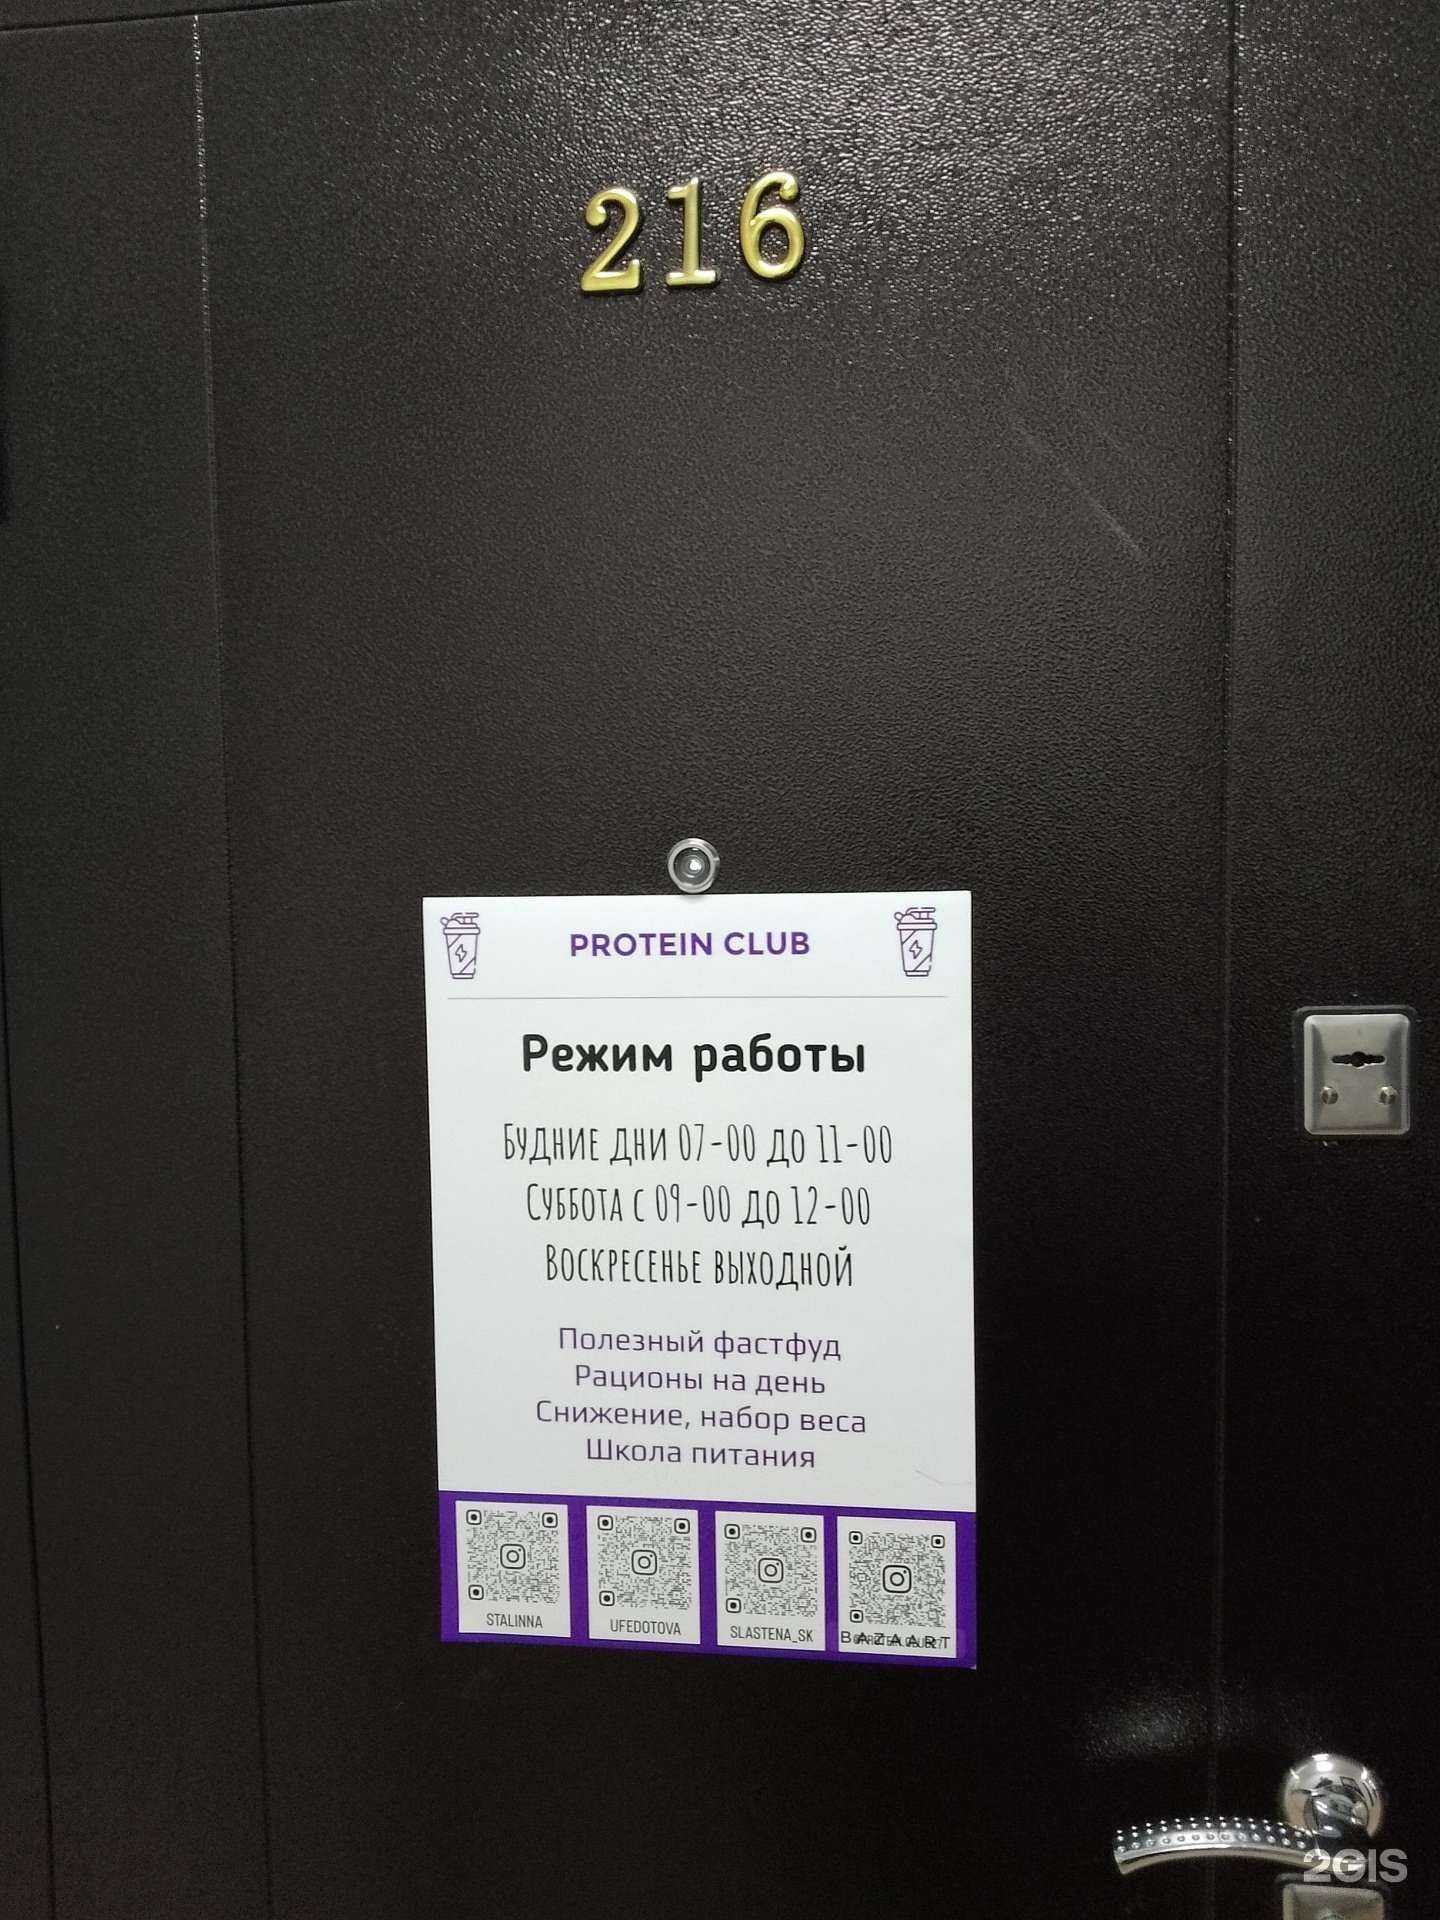 216
PROTEIN CLUB
Режим работы
Будние дни 07-00 до 11-00
Суббота с 09-00 до 12-00
Воскресенье выходной
Полезный фастфуд
Рационы на день
Снижение, набор веса
Школа питания
STALINNA
UFEDOTOVA
SLASTENA_SK
BAZAART
2GIS